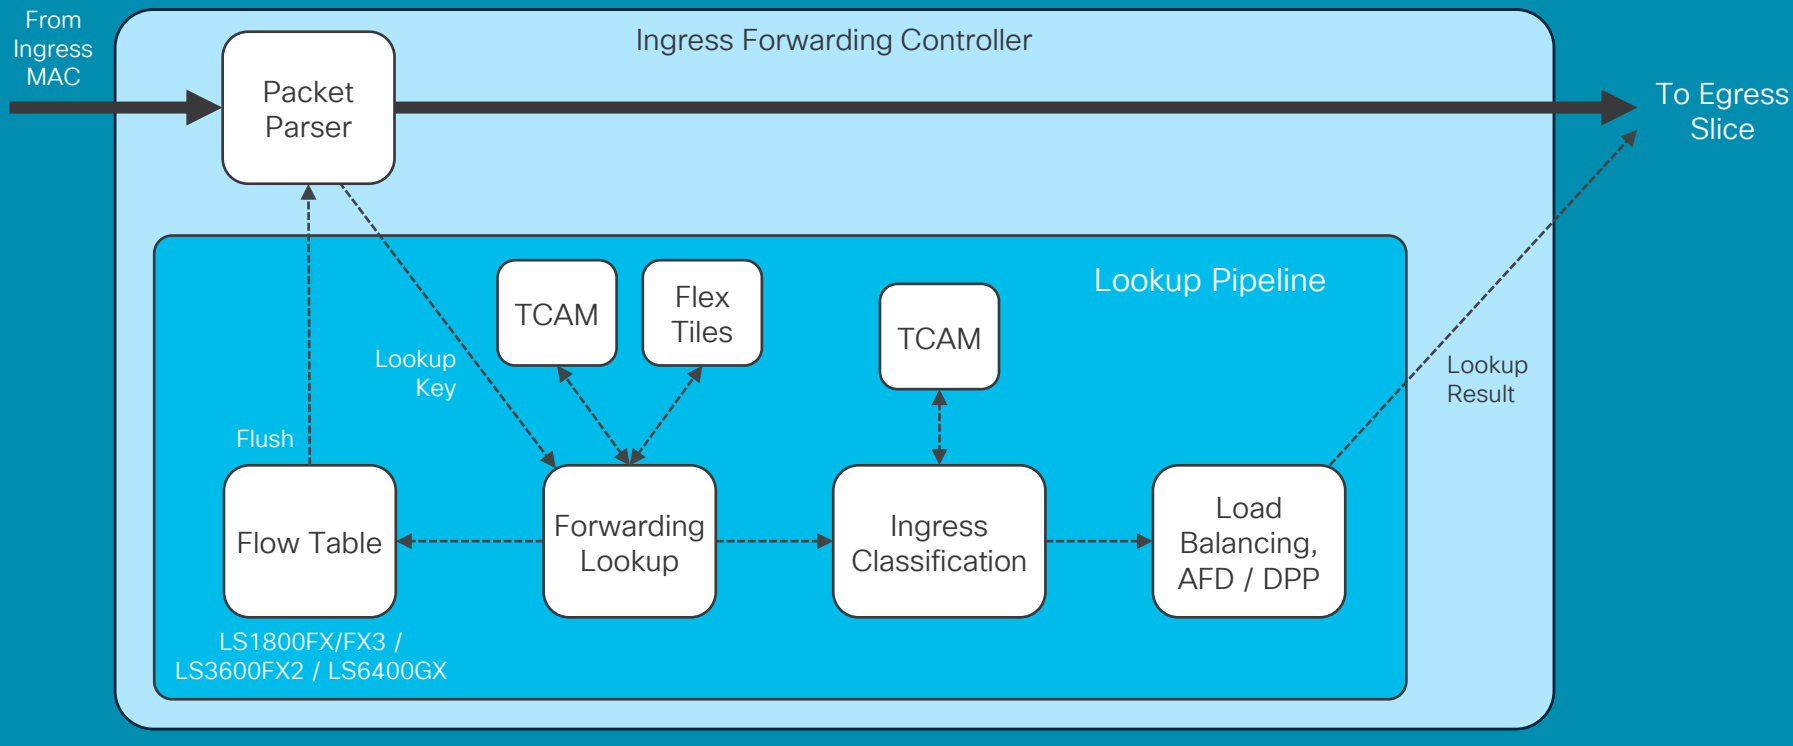 From
Ingress
MAC
Ingress Forwarding Controller
Packet
Parser
To Egress
Slice
Lookup Pipeline
TCAM
Flex
Tiles
TCAM
Lookup
Key
Lookup
Result
Flush
Flow Table
Forwarding
Lookup
Ingress
Classification
Load
Balancing,
AFD / DPP
LS1800FX/FX3 /
LS3600FX2 / LS6400GX